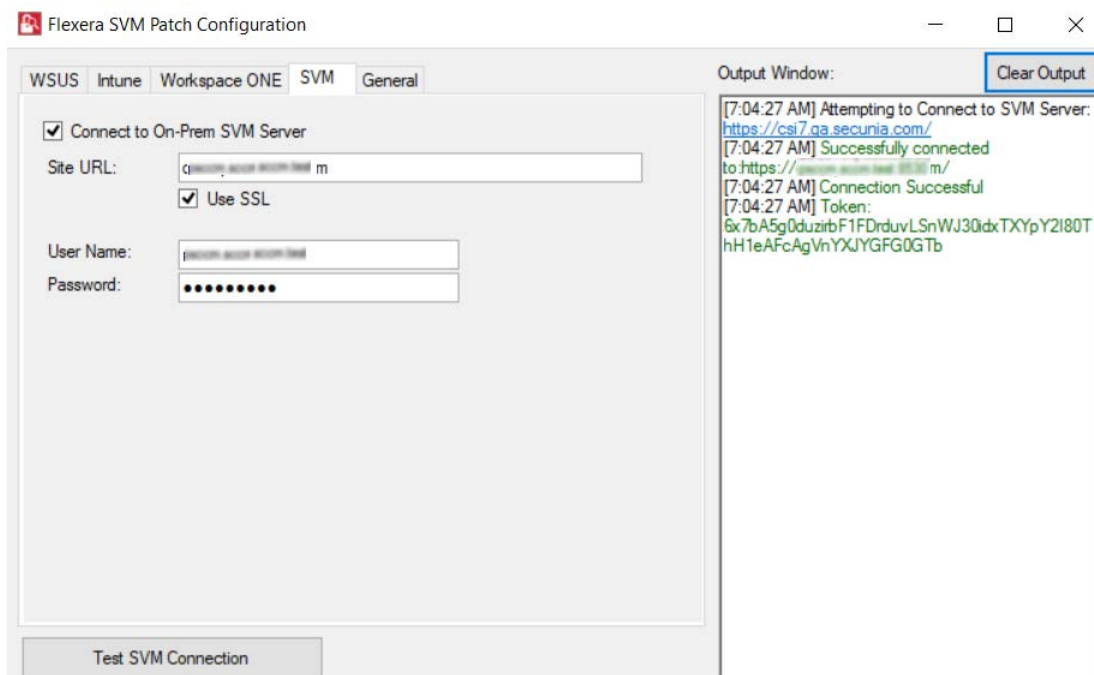 Flexera SVM Patch Configuration
WSUS Intune Workspace ONE SVM General
Connect to On-Prem SVM Server
Site URL: m
Use SSL
User Name:
Password:
Test SVM Connection
Output Window: Clear Output
[7:04:27 AM] Attempting to Connect to SVM Server:
https://csi7.qa.secunia.com/
[7:04:27 AM] Successfully connected
to:https:// m/
[7:04:27 AM] Connection Successful
[7:04:27 AM] Token:
6x7bA5g0duzirbF1FDrduvLSnWJ30idxTXYpY2I80T
hH1eAFcAgVnYXJYGFG0GTb